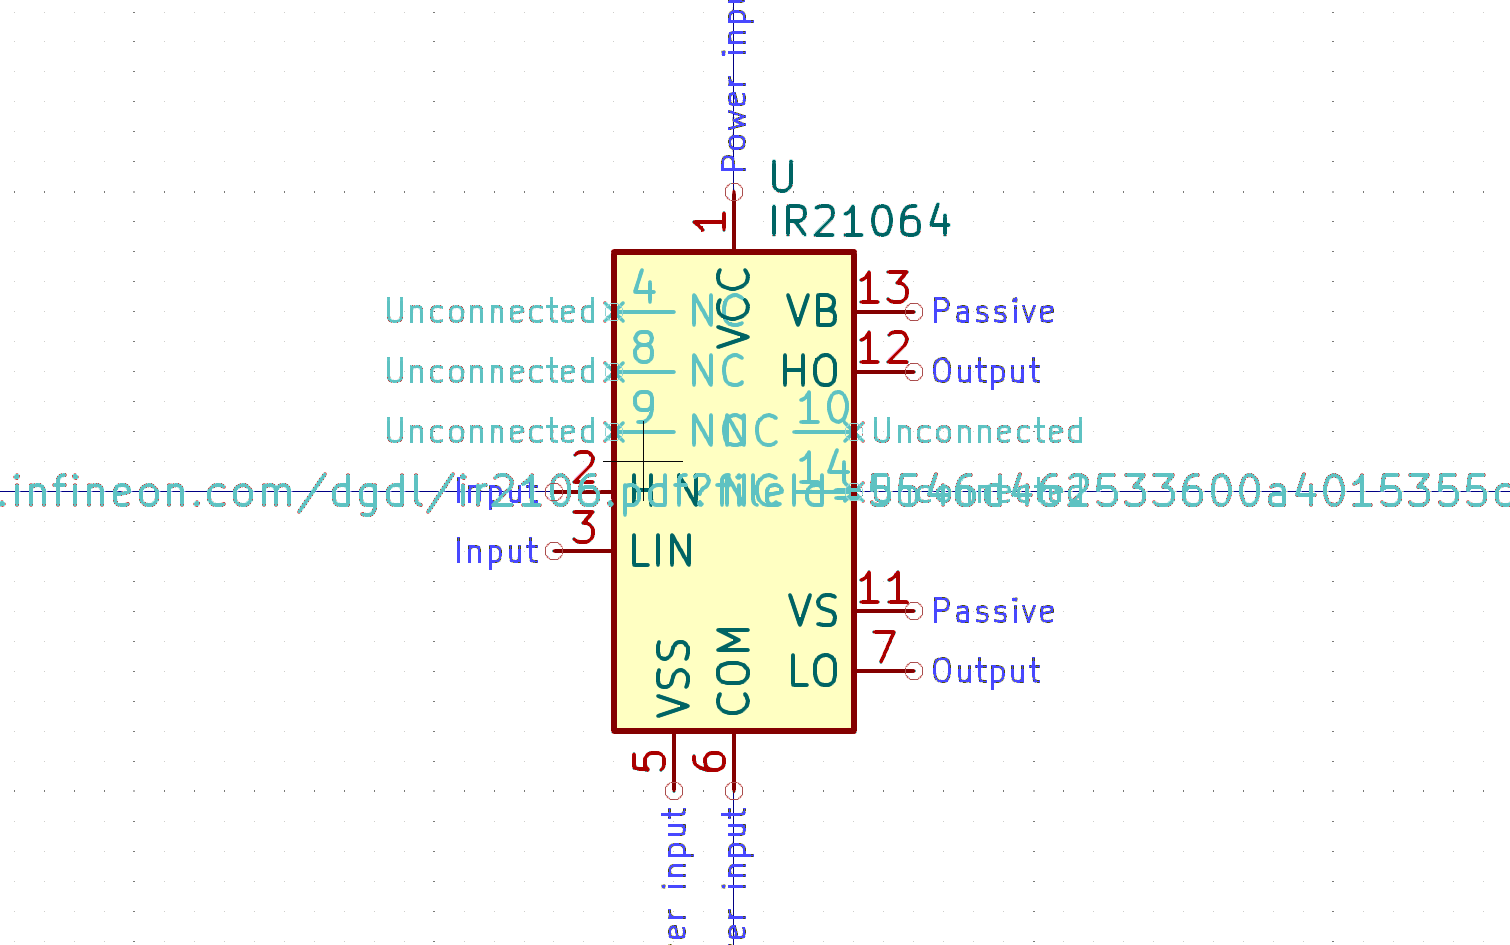 Power inpu
U
1
IR21064
4
VCC
13
Unconnected
NC
VB
Passive
8
12
Unconnected
NC
HO
Output
9
10
Unconnected
NC
NC
Unconnected
2
14
.infineon.com/dgdl/ir2106.pdf?fileId=5546d462533600a4015355c
Input
NC
Unconnected
3
Input
LIN
11
VS
Passive
7
VSS
COM
LO
Output
5
6
er input
er input